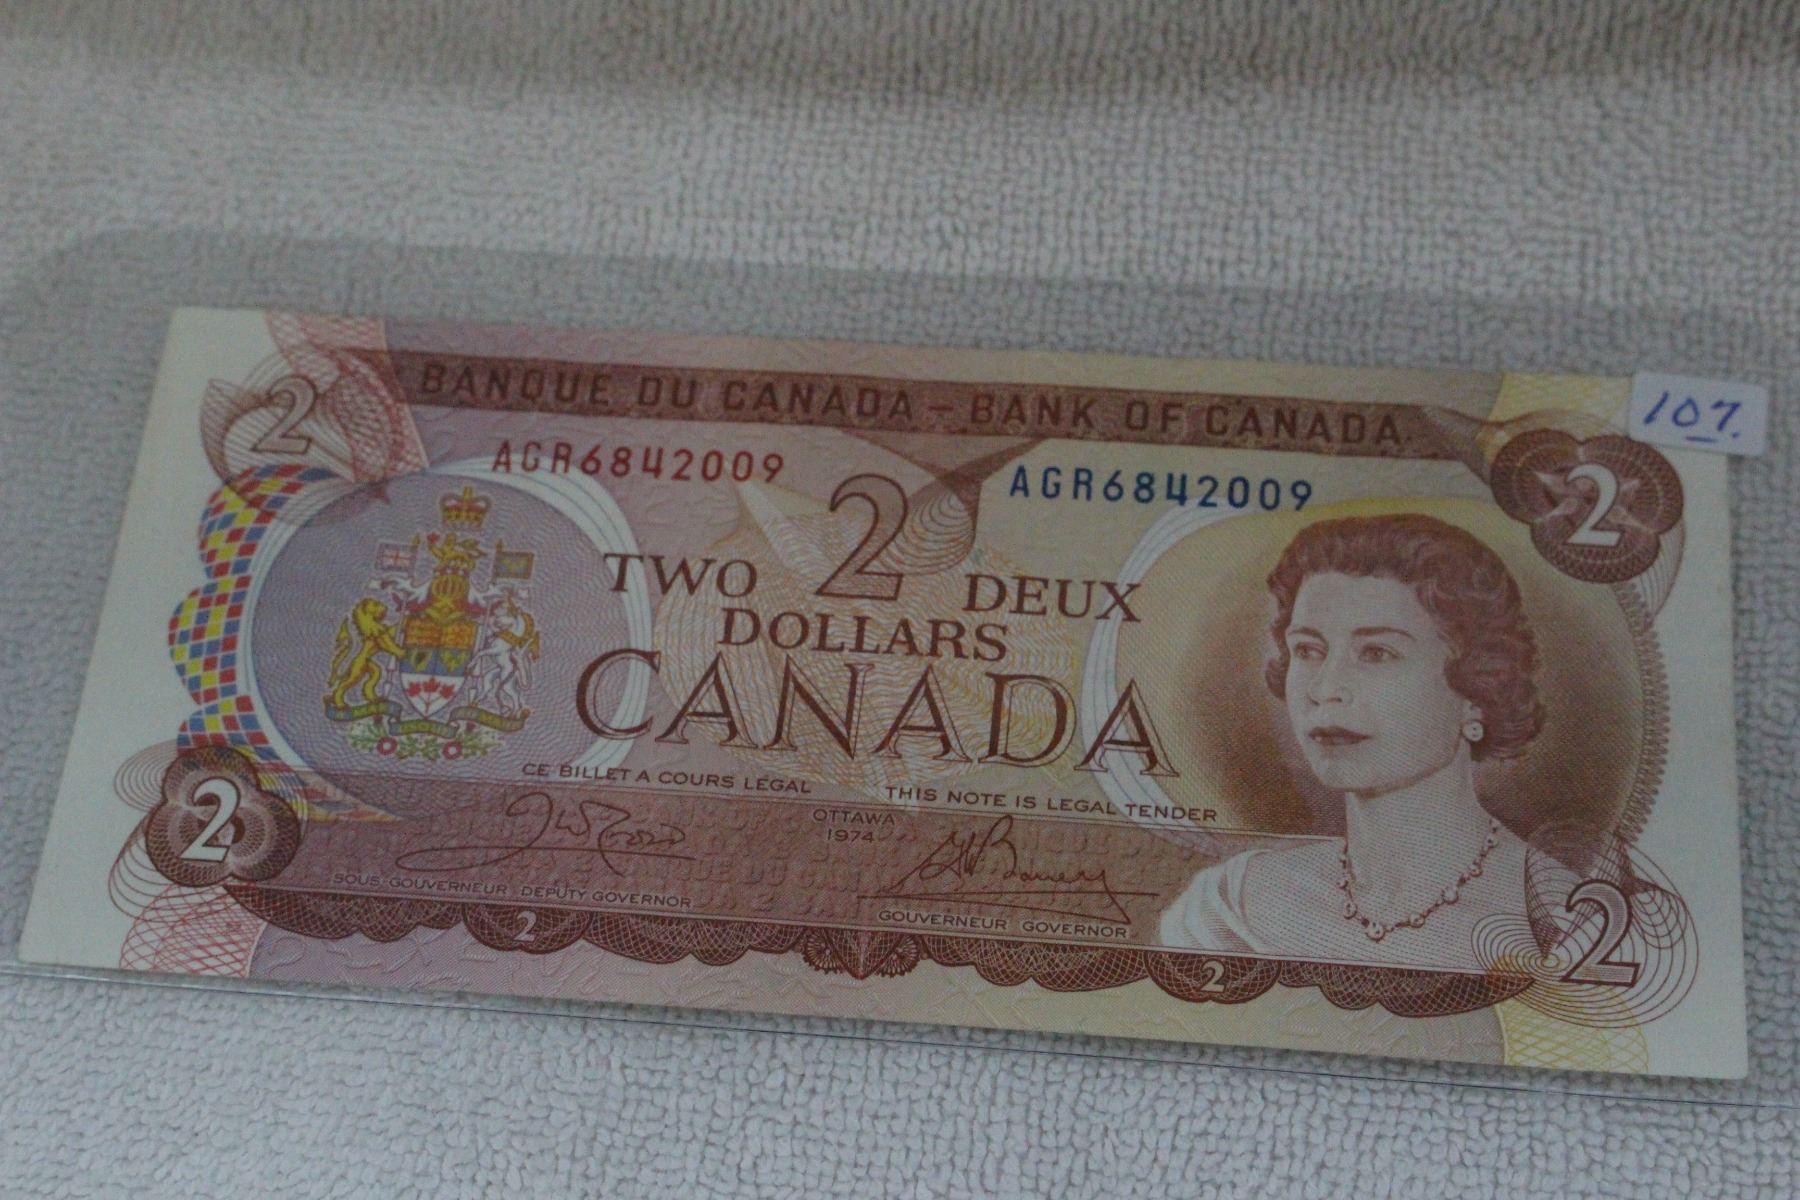 107.
BANQUE DU CANADA – BANK OF CANADA
2
2
AGR6842009
AGR6842009
TWO 2 DEUX
DOLLARS
CANADA
CE BILLET A COURS LÉGAL
THIS NOTE IS LEGAL TENDER
OTTAWA
1974
SOUS-GOUVERNEUR DEPUTY GOVERNOR
GOUVERNEUR GOVERNOR
2
2
2
2